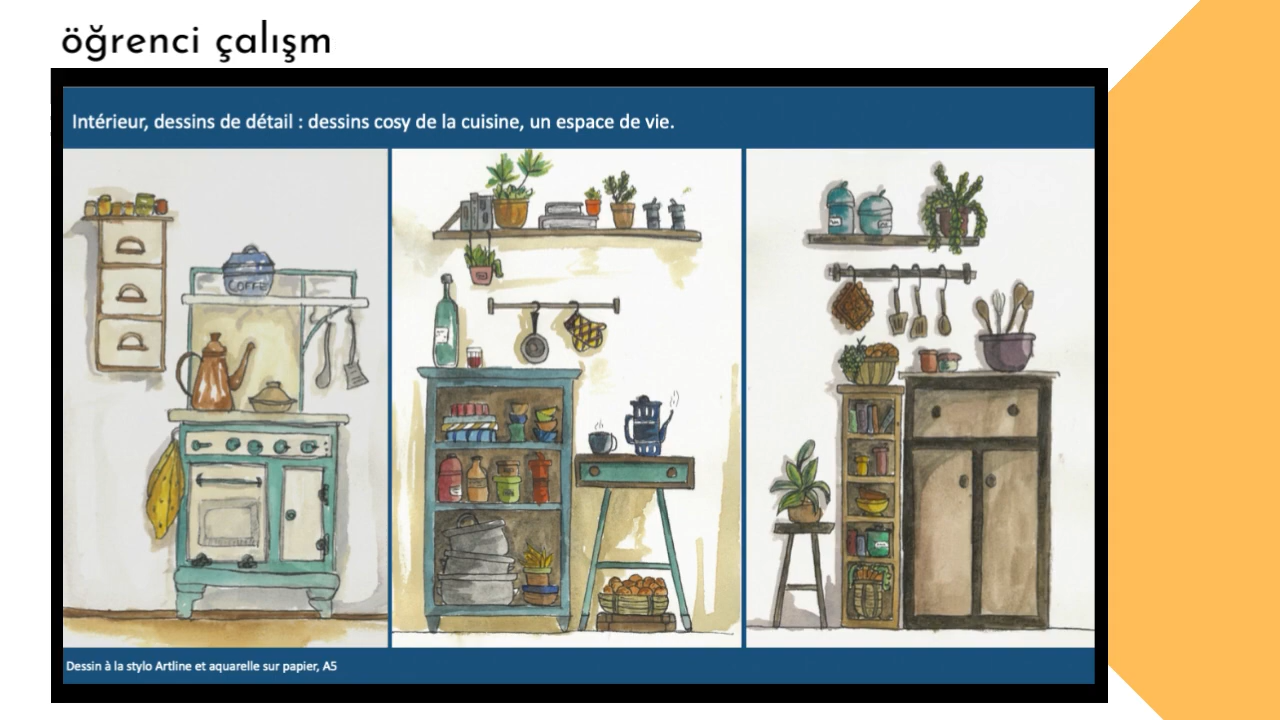 öğrenci çalışm
Intérieur, dessins de détail : dessins cosy de la cuisine, un espace de vie.
COFFE
Dessin à la stylo Artline et aquarelle sur papier, A5